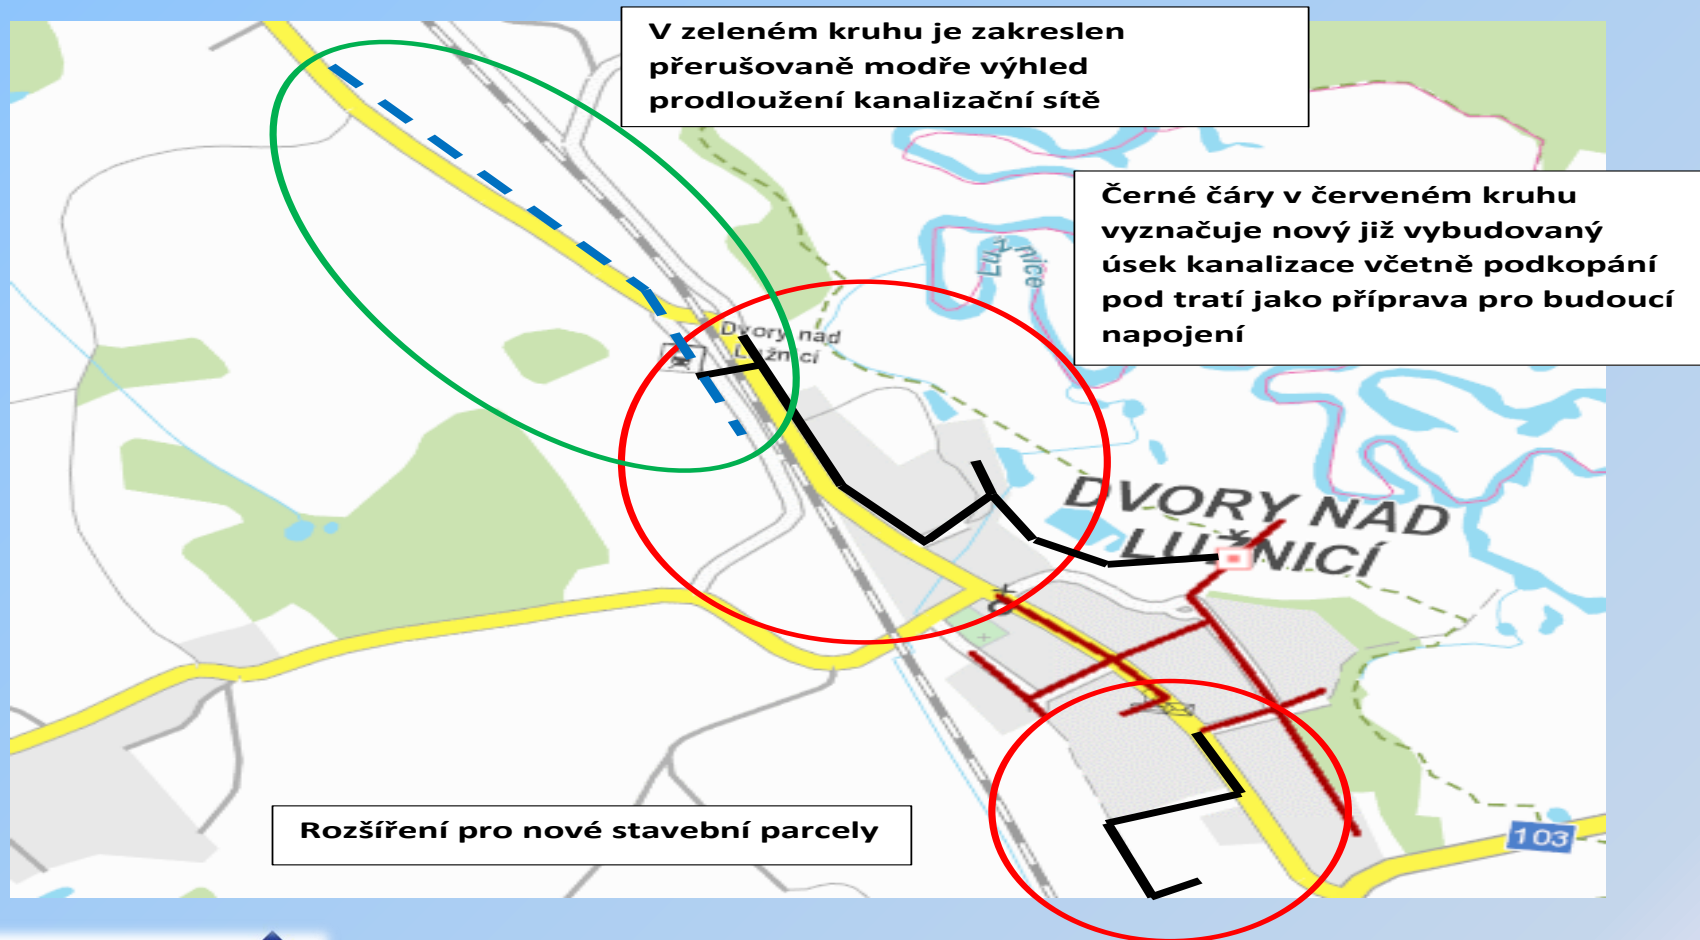 V zeleném kruhu je zakreslen
přerušovaně modře výhled
prodloužení kanalizační sítě
Černé čáry v červeném kruhu
vyznačuje nový již vybudovaný
úsek kanalizace včetně podkopání
pod tratí jako příprava pro budoucí
napojení
Lužnice
Dvory nad
Lužnicí
DVORY NAD
LUŽNICÍ
Rozšíření pro nové stavební parcely
103